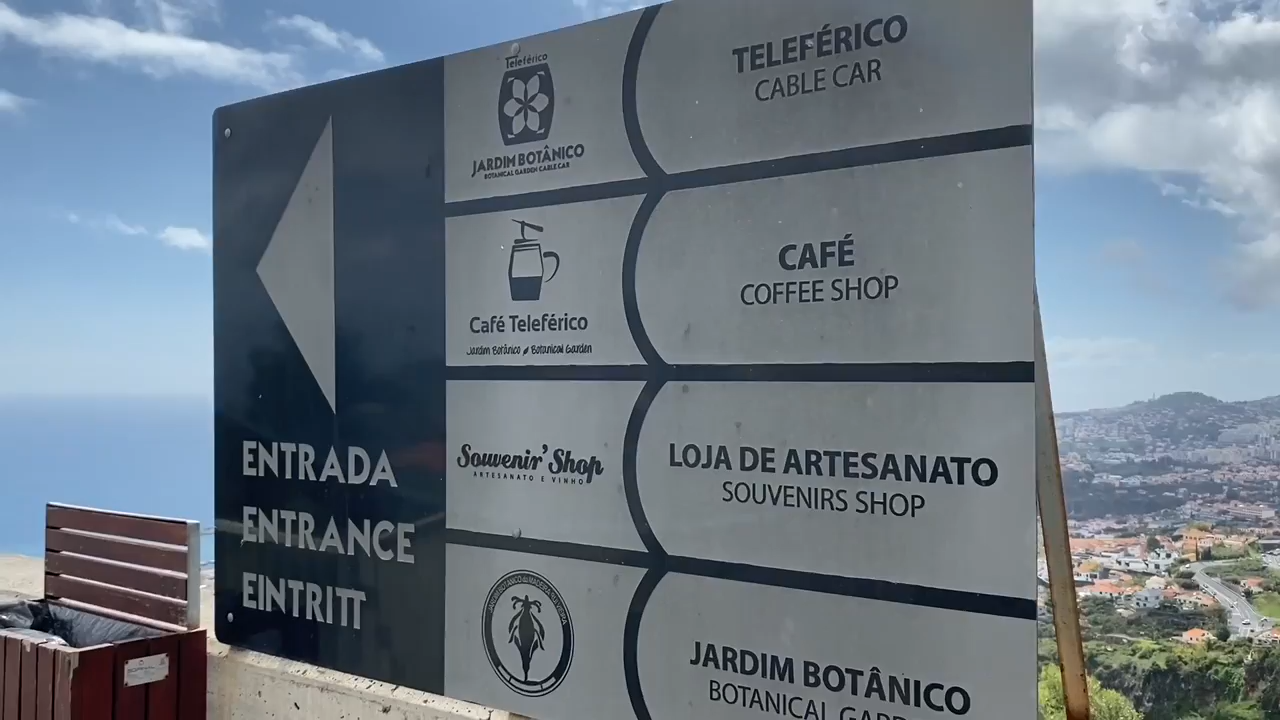 ENTRADA
ENTRANCE
EINTRITT
Teleférico
JARDIM BOTÂNICO
BOTANICAL GARDEN CABLE CAR
TELEFÉRICO
CABLE CAR
Café Teleférico
Jardim Botânico Botanical Garden
CAFÉ
COFFEE SHOP
Souvenir'Shop
ARTESANATO E VINHO
LOJA DE ARTESANATO
SOUVENIRS SHOP
JARDIM BOTÂNICO
BOTANICAL